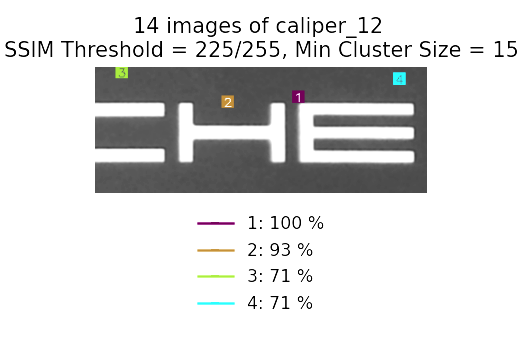 14 images of caliper_12
SSIM Threshold = 225/255, Min Cluster Size = 15
3
4
2
1
CHE
1: 100 %
2: 93 %
3: 71 %
4: 71 %